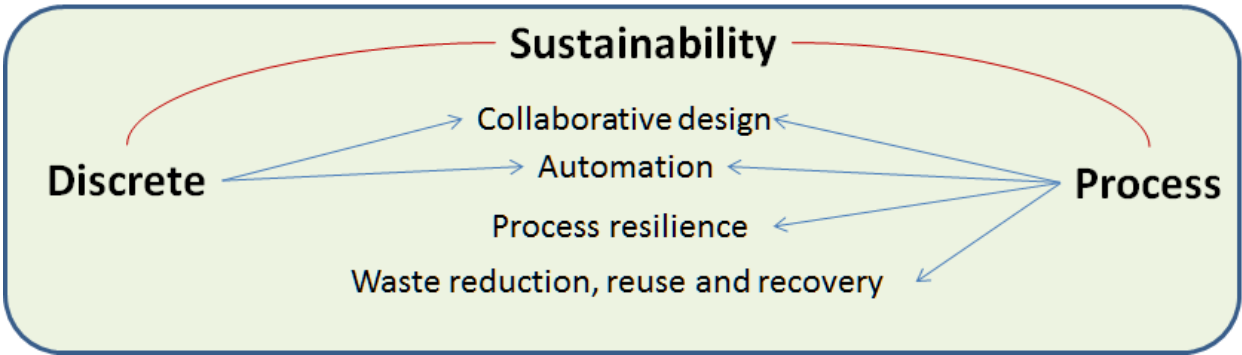 Sustainability
Collaborative design
Automation
Discrete
Process
Process resilience
Waste reduction, reuse and recovery